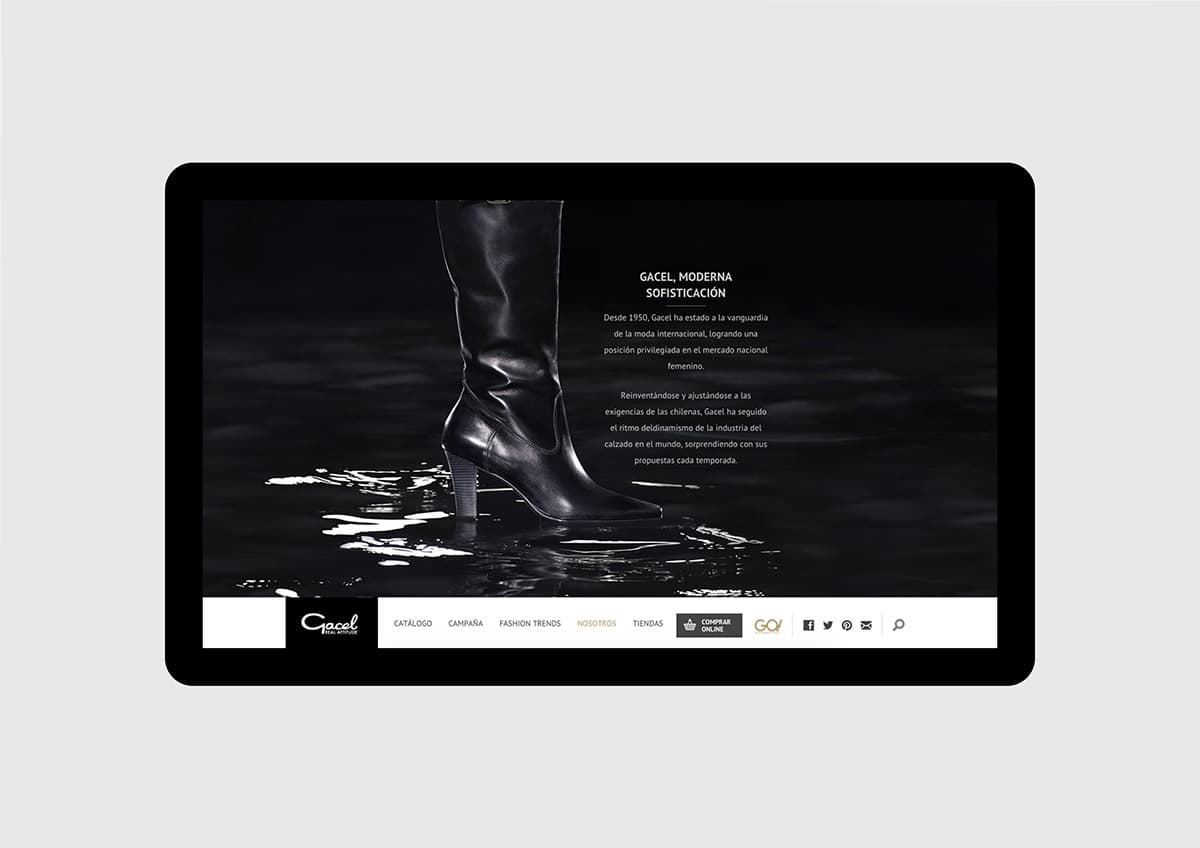 GACEL, MODERNA
SOFISTICACIÓN
Desde 1950, Gacel ha estado a la vanguardia
de la moda internacional, logrando una
posición privilegiada en el mercado nacional
femenino.
Reinventándose y ajustándose a las
exigencias de las chilenas, Gacel ha seguido
el ritmo deldinamismo de la industria del
calzado en el mundo, sorprendiendo con sus
propuestas cada temporada.
Gacel
REAL ATTITUDE
CATÁLOGO
CAMPAÑA
FASHION TRENDS
NOSOTROS
TIENDAS
COMPRAR
ONLINE
GO!